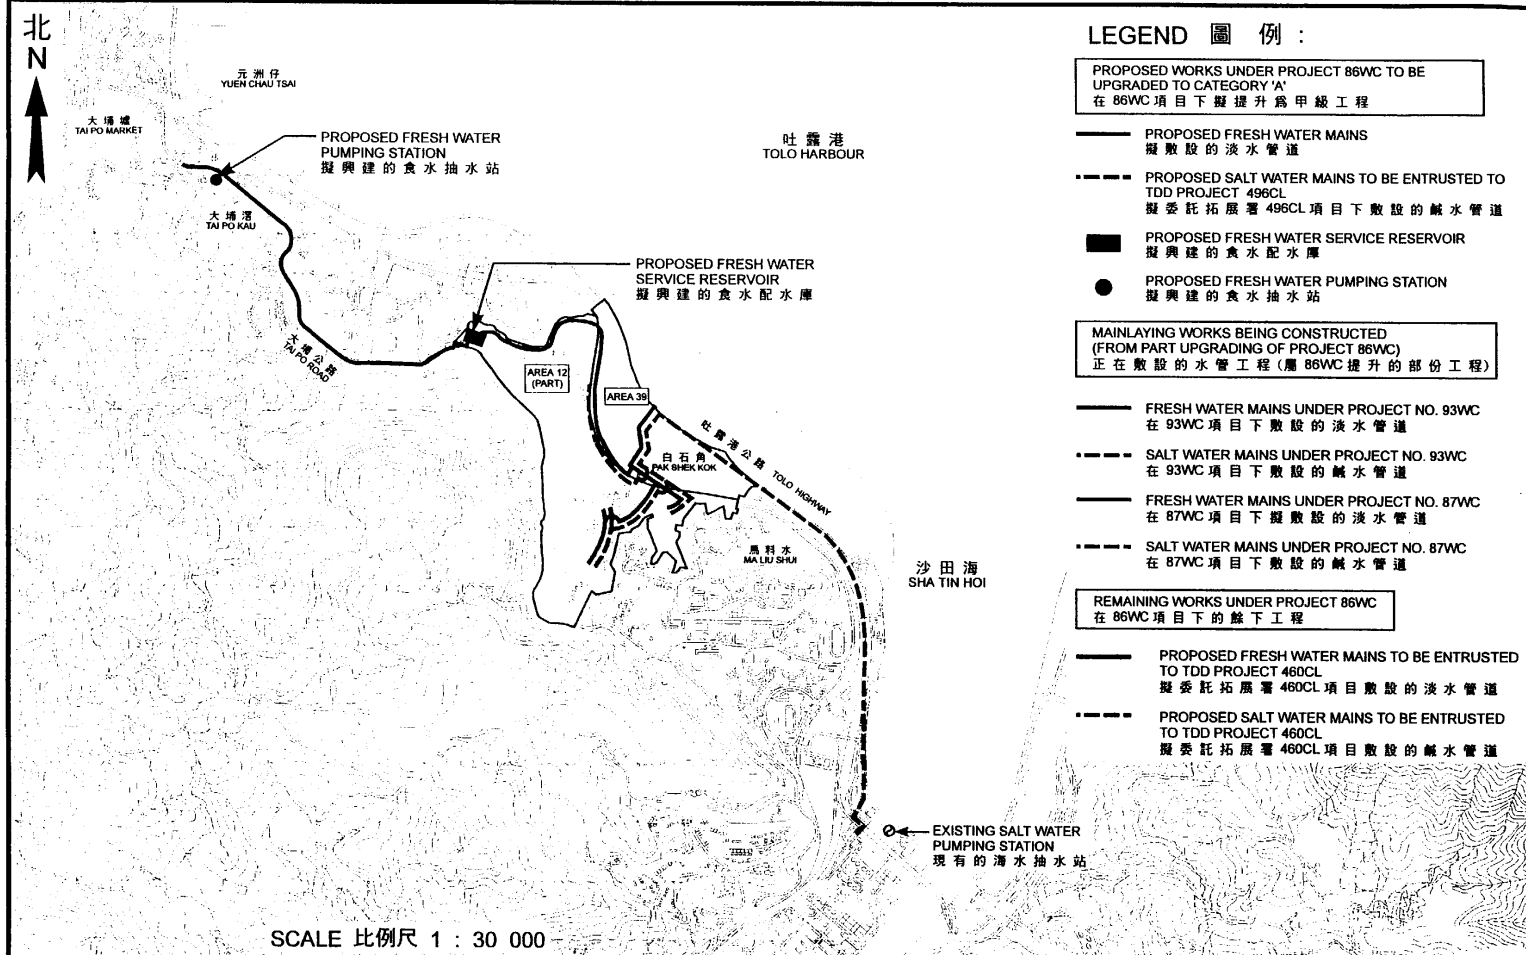 北
N
元洲仔
YUEN CHAU TSAI
大埔墟
TAI PO MARKET
PROPOSED FRESH WATER
PUMPING STATION
擬興建的食水抽水站
吐露港
TOLO HARBOUR
大埔滘
TAI PO KAU
PROPOSED FRESH WATER
SERVICE RESERVOIR
擬興建的食水配水庫
大埔公路
TAI PO ROAD
AREA 12
(PART)
AREA 39
吐露港公路 TOLO HIGHWAY
白石角
PAK SHEK KOK
馬料水
MA LIU SHUI
沙田海
SHA TIN HOI
EXISTING SALT WATER
PUMPING STATION
現有的海水抽水站
SCALE 比例尺 1 : 30 000
LEGEND 圖例 :
PROPOSED WORKS UNDER PROJECT 86WC TO BE
UPGRADED TO CATEGORY 'A'
在 86WC 項目下擬提升爲甲級工程
PROPOSED FRESH WATER MAINS
擬敷設的淡水管道
PROPOSED SALT WATER MAINS TO BE ENTRUSTED TO
TDD PROJECT 496CL
擬委託拓展署 496CL 項目下敷設的鹹水管道
PROPOSED FRESH WATER SERVICE RESERVOIR
擬興建的食水配水庫
PROPOSED FRESH WATER PUMPING STATION
擬興建的食水抽水站
MAINLAYING WORKS BEING CONSTRUCTED
(FROM PART UPGRADING OF PROJECT 86WC)
正在敷設的水管工程 (屬 86WC 提升的部份工程)
FRESH WATER MAINS UNDER PROJECT NO. 93WC
在 93WC 項目下敷設的淡水管道
SALT WATER MAINS UNDER PROJECT NO. 93WC
在 93WC 項目下敷設的鹹水管道
FRESH WATER MAINS UNDER PROJECT NO. 87WC
在 87WC 項目下擬敷設的淡水管道
SALT WATER MAINS UNDER PROJECT NO. 87WC
在 87WC 項目下敷設的鹹水管道
REMAINING WORKS UNDER PROJECT 86WC
在 86WC 項目下的餘下工程
PROPOSED FRESH WATER MAINS TO BE ENTRUSTED
TO TDD PROJECT 460CL
擬委託拓展署 460CL 項目敷設的淡水管道
PROPOSED SALT WATER MAINS TO BE ENTRUSTED
TO TDD PROJECT 460CL
擬委託拓展署 460CL 項目敷設的鹹水管道